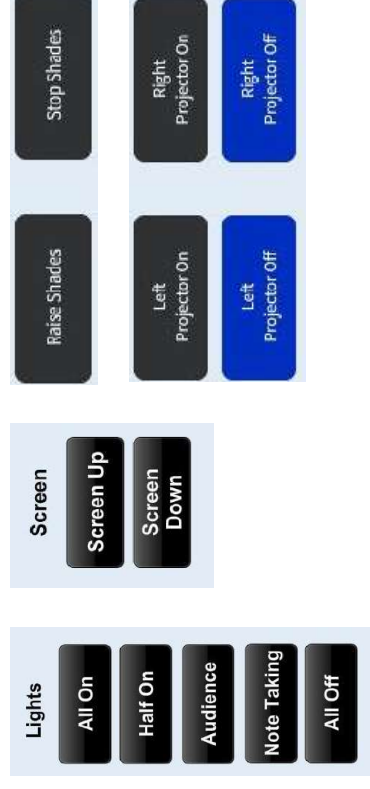 Lights
All On
Half On
Audience
Note Taking
All Off
Screen
Screen Up
Screen
Down
Raise Shades
Stop Shades
Left
Projector On
Right
Projector On
Left
Projector Off
Right
Projector Off